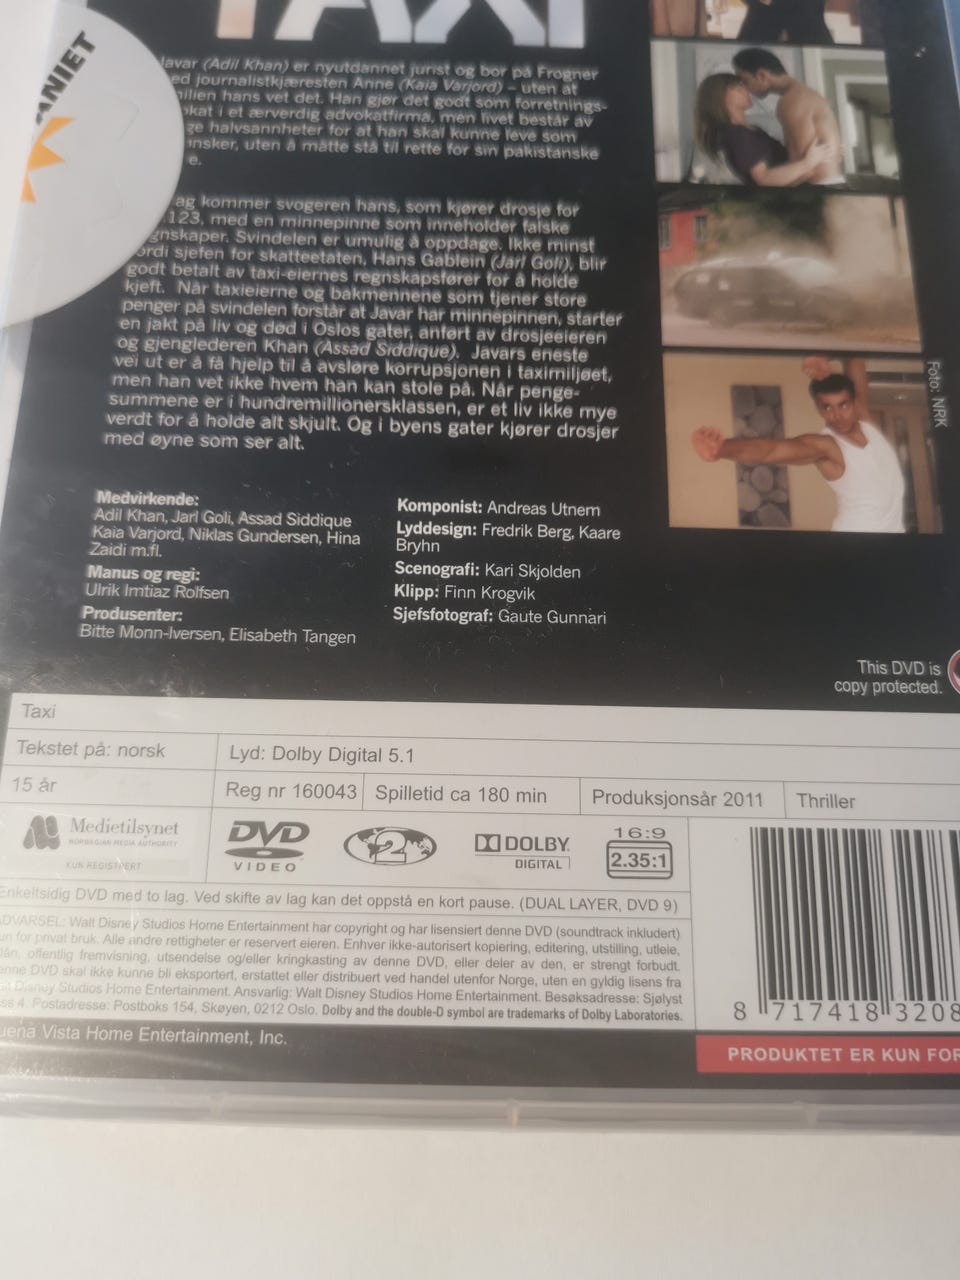 TAXI
ANIET
Javar (Adil Khan) er nyutdannet jurist og bor på Frogner
ed journalistkjæresten Anne (Kaia Varjord) – uten at
ilien hans vet det. Han gjør det godt som forretnings-
kat i et ærverdig advokatfirma, men livet består av
ge halvsannheter for at han skal kunne leve som
nsker, uten å måtte stå til rette for sin pakistanske
e.
ag kommer svogeren hans, som kjører drosje for
123, med en minnepinne som inneholder falske
gnskaper. Svindelen er umulig å oppdage. Ikke minst
ordi sjefen for skatteetaten, Hans Gablein (Jarl Goli), blir
godt betalt av taxi-eiernes regnskapsfører for å holde
kjeft. Når taxieierne og bakmennene som tjener store
penger på svindelen forstår at Javar har minnepinnen, starter
en jakt på liv og død i Oslos gater, anført av drosjeeieren
og gjenglederen Khan (Assad Siddique). Javars eneste
vei ut er å få hjelp til å avsløre korrupsjonen i taximiljøet,
men han vet ikke hvem han kan stole på. Når penge-
summene er i hundremillionersklassen, er et liv ikke mye
verdt for å holde alt skjult. Og i byens gater kjører drosjer
med øyne som ser alt.
Foto: NRK
Medvirkende:
Adil Khan, Jarl Goli, Assad Siddique
Kaia Varjord, Niklas Gundersen, Hina
Zaidi m.fl.
Manus og regi:
Ulrik Imtiaz Rolfsen
Produsenter:
Bitte Monn-Iversen, Elisabeth Tangen
Komponist: Andreas Utnem
Lyddesign: Fredrik Berg, Kaare
Bryhn
Scenografi: Kari Skjolden
Klipp: Finn Krogvik
Sjefsfotograf: Gaute Gunnari
This DVD is
copy protected.
Taxi
Tekstet på: norsk
Lyd: Dolby Digital 5.1
15 år
Reg nr 160043
Spilletid ca 180 min
Produksjonsår 2011
Thriller
Medietilsynet
NORWEGIAN MEDIA AUTHORITY
KUN REGISTRERT
DVD
VIDEO
2
DOLBY
DIGITAL
16:9
2.35:1
Enkeltsidig DVD med to lag. Ved skifte av lag kan det oppstå en kort pause. (DUAL LAYER, DVD 9)
ADVARSEL: Walt Disney Studios Home Entertainment har copyright og har lisensiert denne DVD (soundtrack inkludert)
un for privat bruk. Alle andre rettigheter er reservert eieren. Enhver ikke-autorisert kopiering, editering, utstilling, utleie,
lån, offentlig fremvisning, utsendelse og/eller kringkasting av denne DVD, eller deler av den, er strengt forbudt.
enne DVD skal ikke kunne bli eksportert, erstattet eller distribuert ved handel utenfor Norge, uten en gyldig lisens fra
lt Disney Studios Home Entertainment. Ansvarlig: Walt Disney Studios Home Entertainment. Besøksadresse: Sjølyst
ss 4. Postadresse: Postboks 154, Skøyen, 0212 Oslo. Dolby and the double-D symbol are trademarks of Dolby Laboratories.
8 717418 3208
uena Vista Home Entertainment, Inc.
PRODUKTET ER KUN FOR